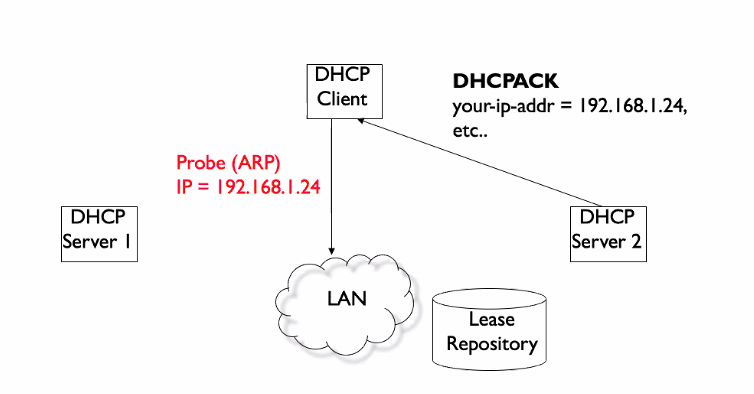 DHCP
Client
DHCPACK
your-ip-addr = 192.168.1.24,
etc..
Probe (ARP)
IP = 192.168.1.24
DHCP
Server 1
DHCP
Server 2
LAN
Lease
Repository